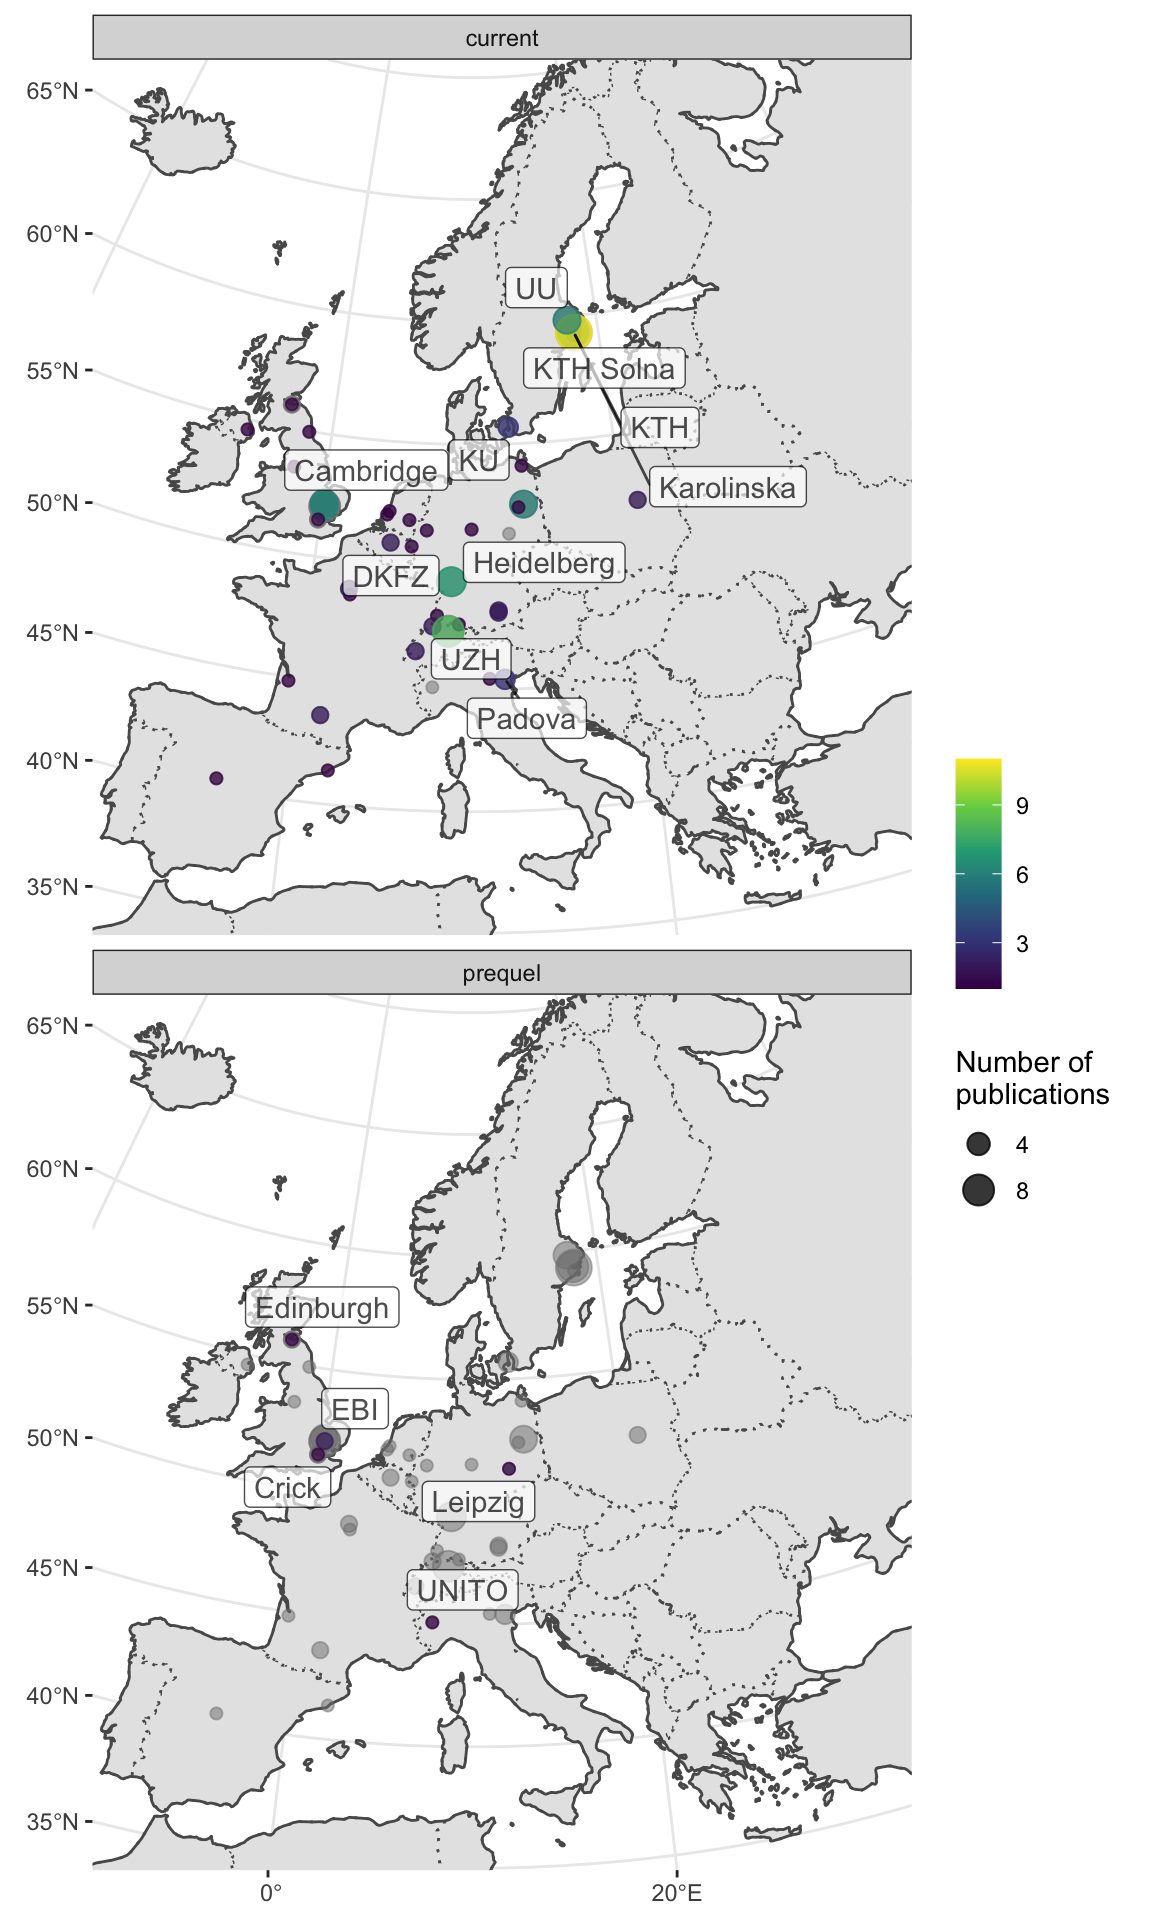 current
65°N
60°N
UU
55°N
KTH Solna
KTH
KU
Cambridge
Karolinska
50°N
Heidelberg
DKFZ
45°N
UZH
Padova
40°N
35°N
9
6
3
Number of
publications
4
8
prequel
65°N
60°N
55°N
Edinburgh
EBI
50°N
Crick
Leipzig
45°N
UNITO
40°N
35°N
0°
20°E